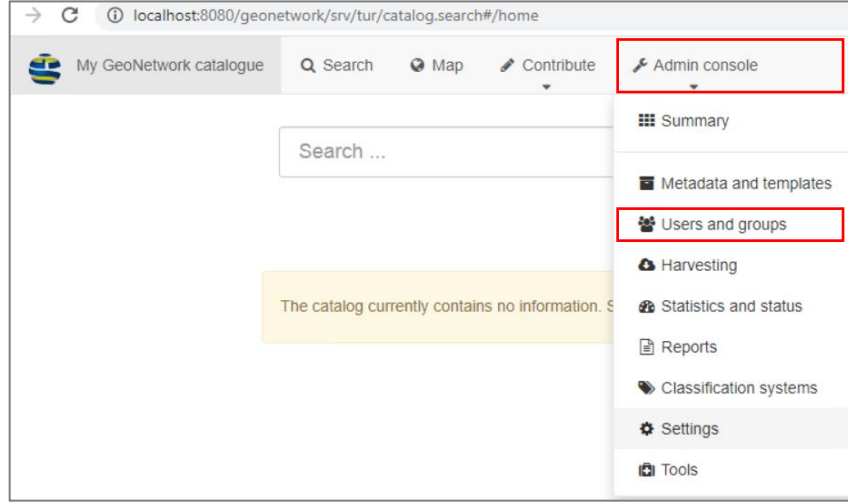 localhost:8080/geonetwork/srv/tur/catalog.search#/home
My GeoNetwork catalogue Search Map Contribute Admin console
Summary
Search ...
Metadata and templates
Users and groups
Harvesting
The catalog currently contains no information. S
Statistics and status
Reports
Classification systems
Settings
Tools